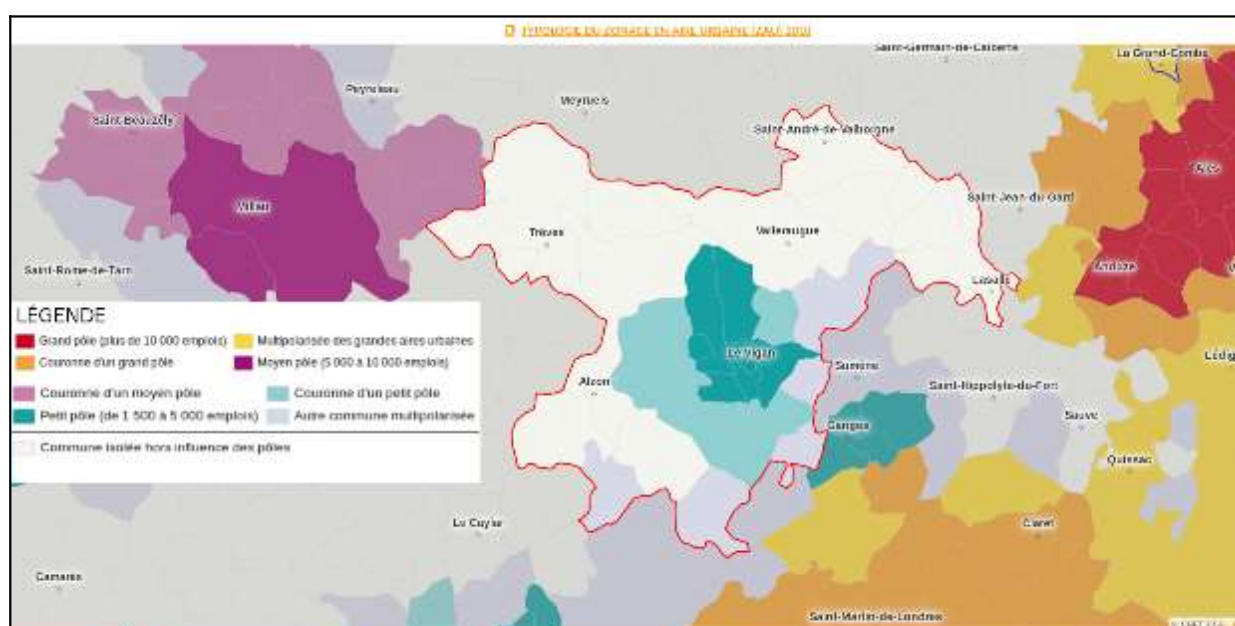 TYPOLOGIE DU ZONAGE EN AIRE URBAINE (ZAU) 2010
Saint-Germain-de-Calberte
La Grand-Combe
Peyreleau
Meyrueis
Saint-Beauzély
Saint-André-de-Valborgne
Alès
Saint-Jean-du-Gard
Millau
Trèves
Valleraugue
Saint-Rome-de-Tarn
Anduze
Lasalle
LÉGENDE
Grand pôle (plus de 10 000 emplois)
Multipolarisée des grandes aires urbaines
Couronne d'un grand pôle
Moyen pôle (5 000 à 10 000 emplois)
Le Vigan
Lédig
Sumène
Alzon
Saint-Hippolyte-du-Fort
Couronne d'un moyen pôle
Couronne d'un petit pôle
Petit pôle (de 1 500 à 5 000 emplois)
Autre commune multipolarisée
Sauve
Ganges
Commune isolée hors influence des pôles
Quissac
Le Caylar
Claret
Camarès
Saint-Martin-de-Londres